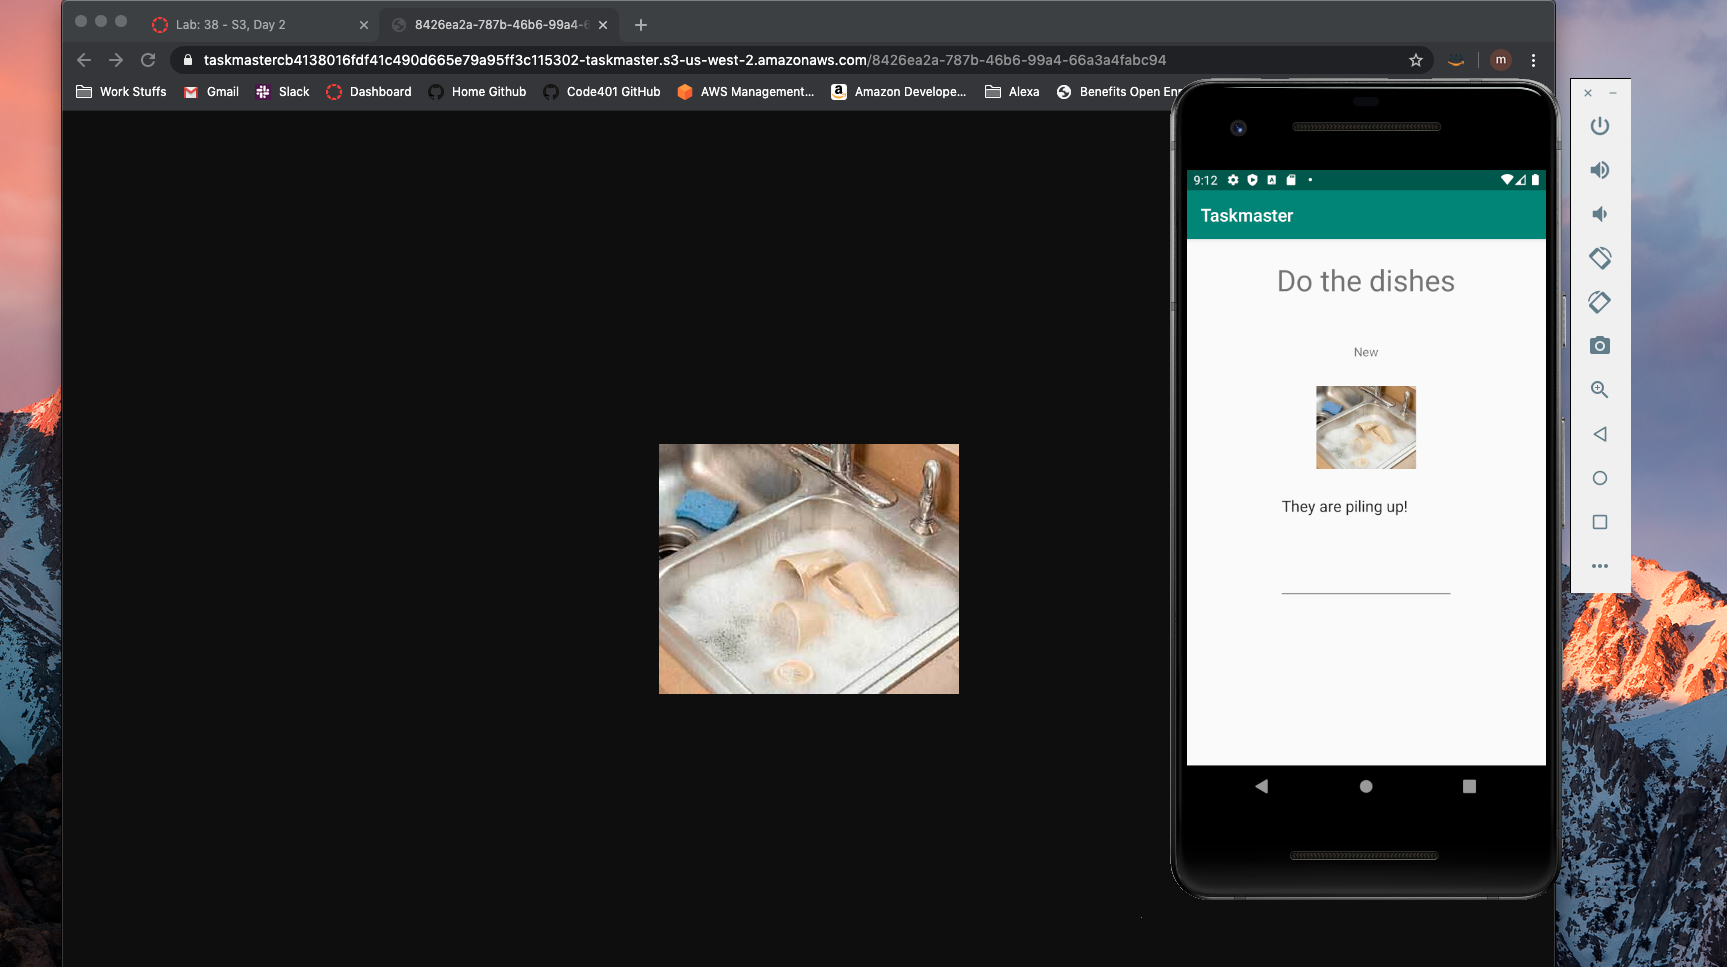 Lab: 38 - S3, Day 2
8426ea2a-787b-46b6-99a4-6
taskmastercb4138016fdf41c490d665e79a95ff3c115302-taskmaster.s3-us-west-2.amazonaws.com/8426ea2a-787b-46b6-99a4-66a3a4fabc94
m
Work Stuffs
Gmail
Slack
Dashboard
Home Github
Code401 GitHub
AWS Management...
Amazon Develope...
Alexa
Benefits Open Enr
9:12
Taskmaster
Do the dishes
New
They are piling up!